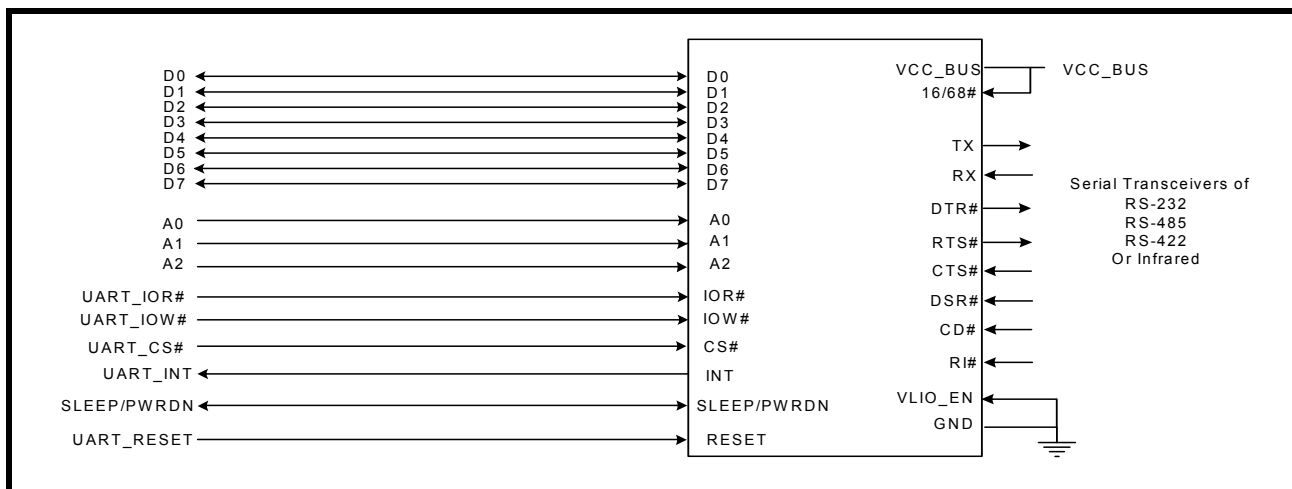 D0
D1
D2
D3
D4
D5
D6
D7
A0
A1
A2
UART_IOR#
UART_IOW#
UART_CS#
UART_INT
SLEEP/PWRDN
UART_RESET
D0
D1
D2
D3
D4
D5
D6
D7
A0
A1
A2
IOR#
IOW#
CS#
INT
SLEEP/PWRDN
RESET
VCC_BUS
16/68#
TX
RX
DTR#
RTS#
CTS#
DSR#
CD#
RI#
VLIO_EN
GND
VCC_BUS
Serial Transceivers of
RS-232
RS-485
RS-422
Or Infrared